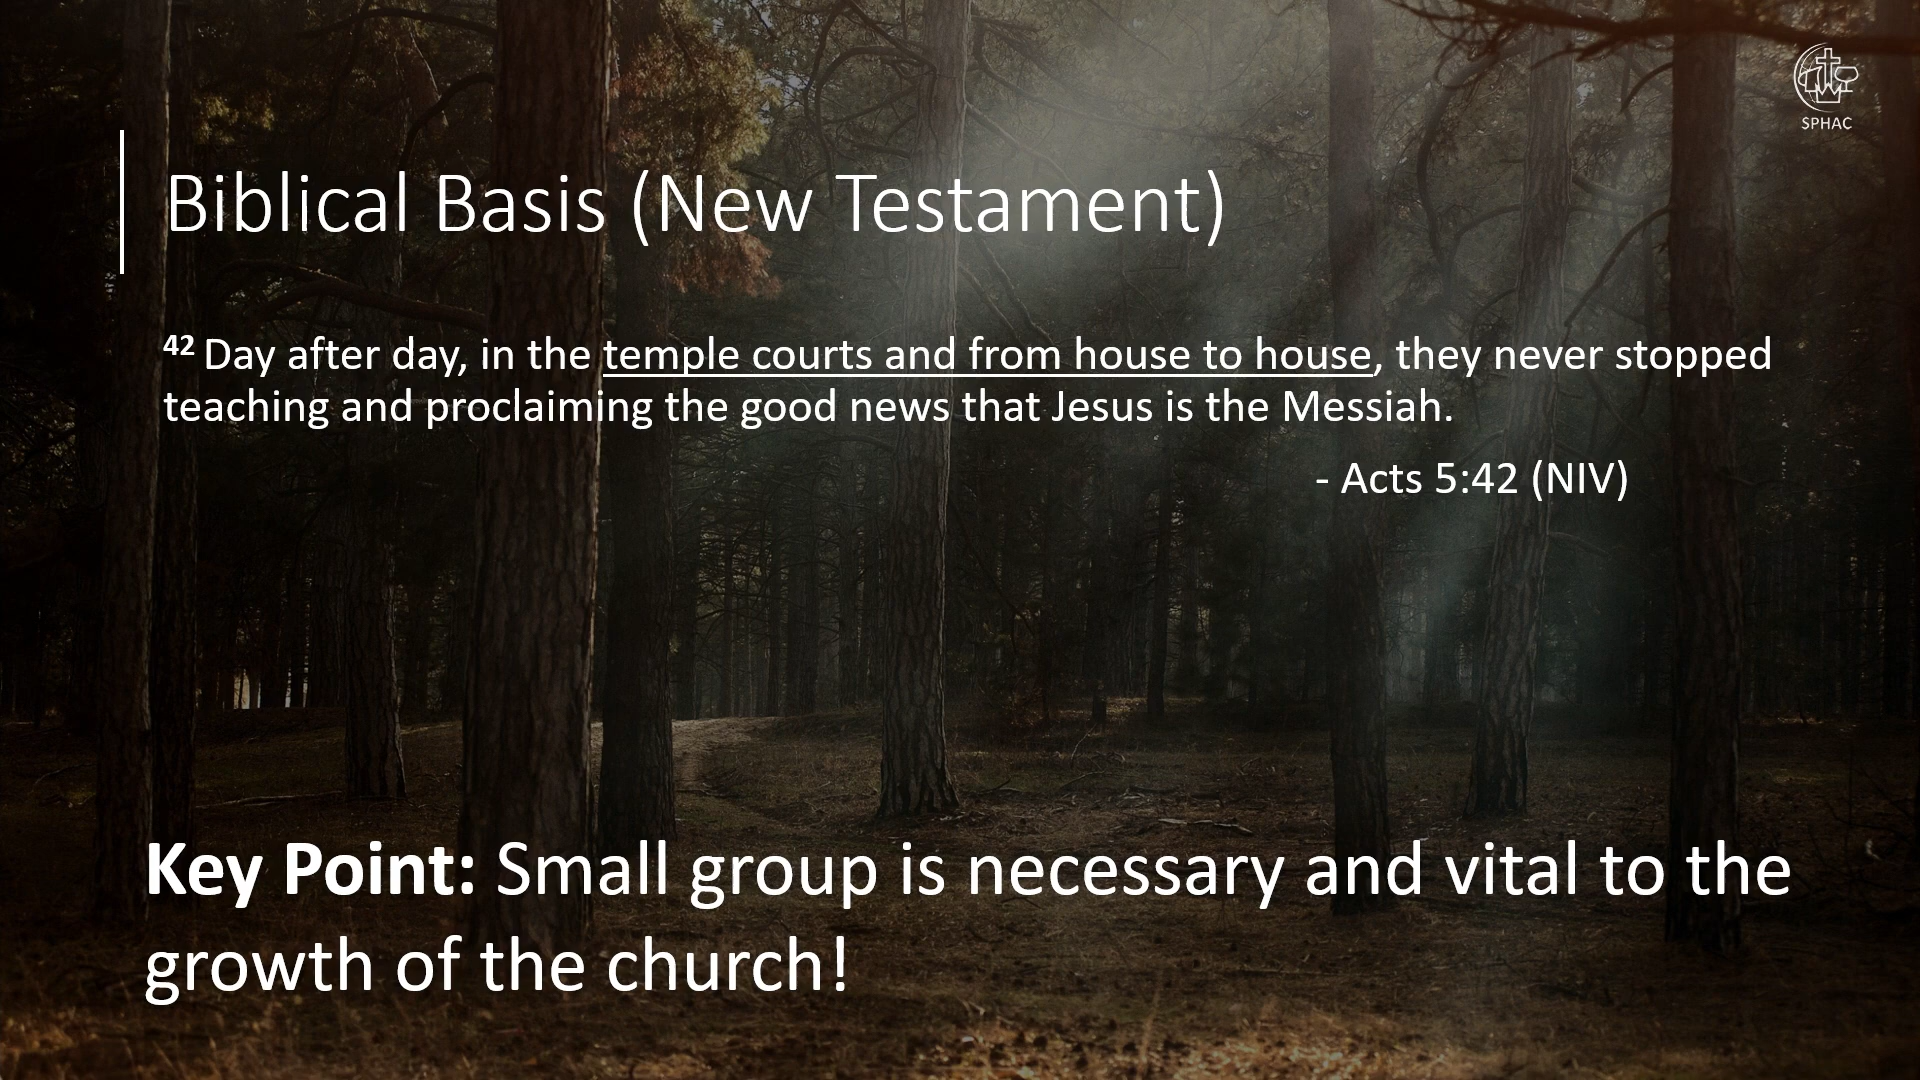 SPHAC
Biblical Basis (New Testament)
42 Day after day, in the temple courts and from house to house, they never stopped
teaching and proclaiming the good news that Jesus is the Messiah.
- Acts 5:42 (NIV)
Key Point: Small group is necessary and vital to the
growth of the church!